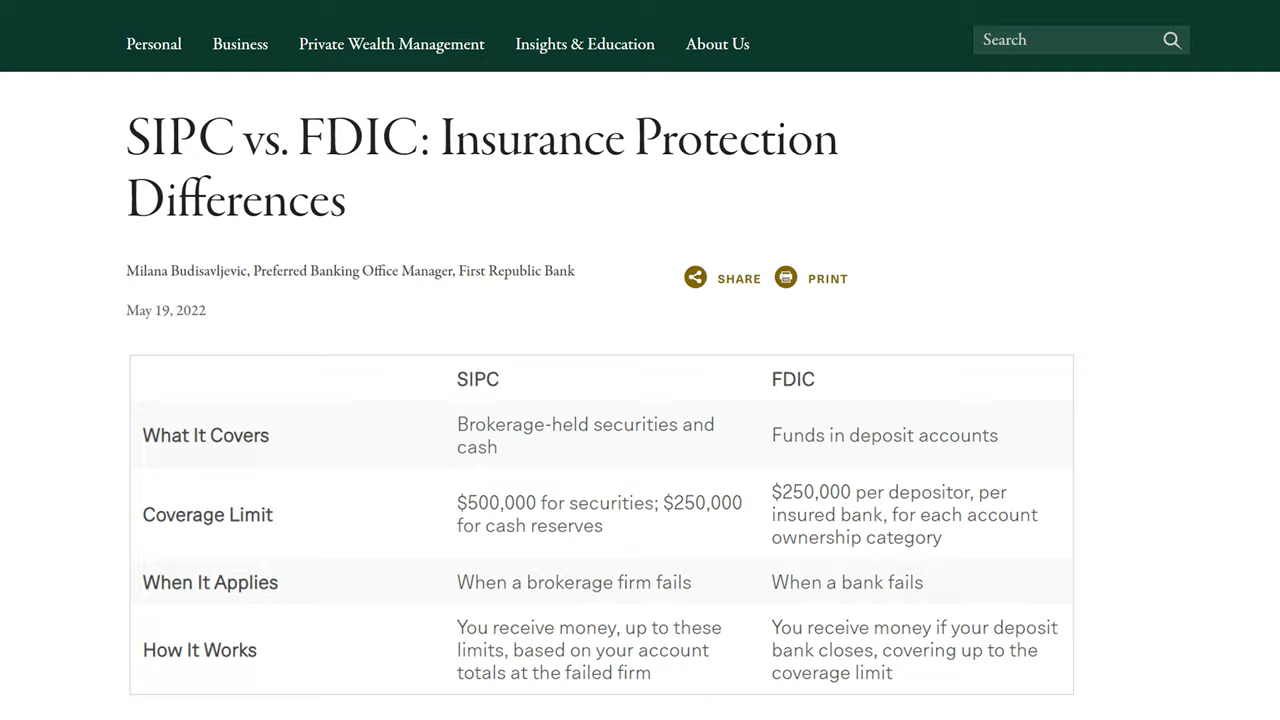 Personal Business Private Wealth Management Insights & Education About Us Search
SIPC vs. FDIC: Insurance Protection
Differences
Milana Budisavljevic, Preferred Banking Office Manager, First Republic Bank
SHARE PRINT
May 19, 2022
SIPC FDIC
What It Covers
Brokerage-held securities and
cash
Funds in deposit accounts
Coverage Limit
$500,000 for securities; $250,000
for cash reserves
$250,000 per depositor, per
insured bank, for each account
ownership category
When It Applies
When a brokerage firm fails
When a bank fails
How It Works
You receive money, up to these
limits, based on your account
totals at the failed firm
You receive money if your deposit
bank closes, covering up to the
coverage limit